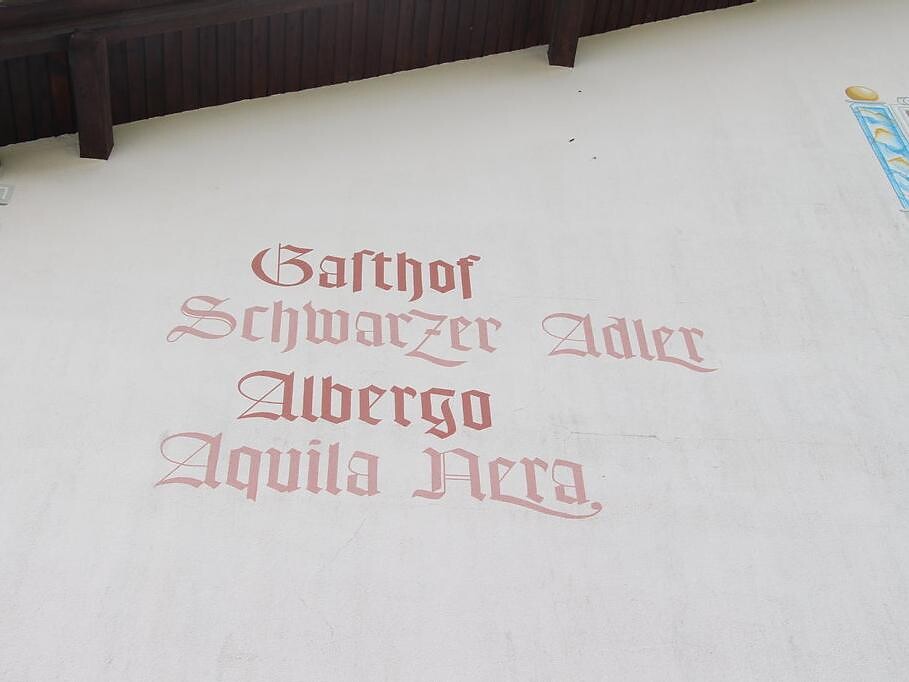 Gaſthof
Schwarzer Adler
Albergo
Aquila Nera